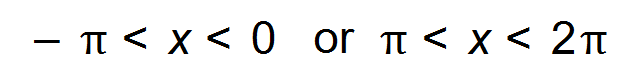 – π < x < 0 or π < x < 2π